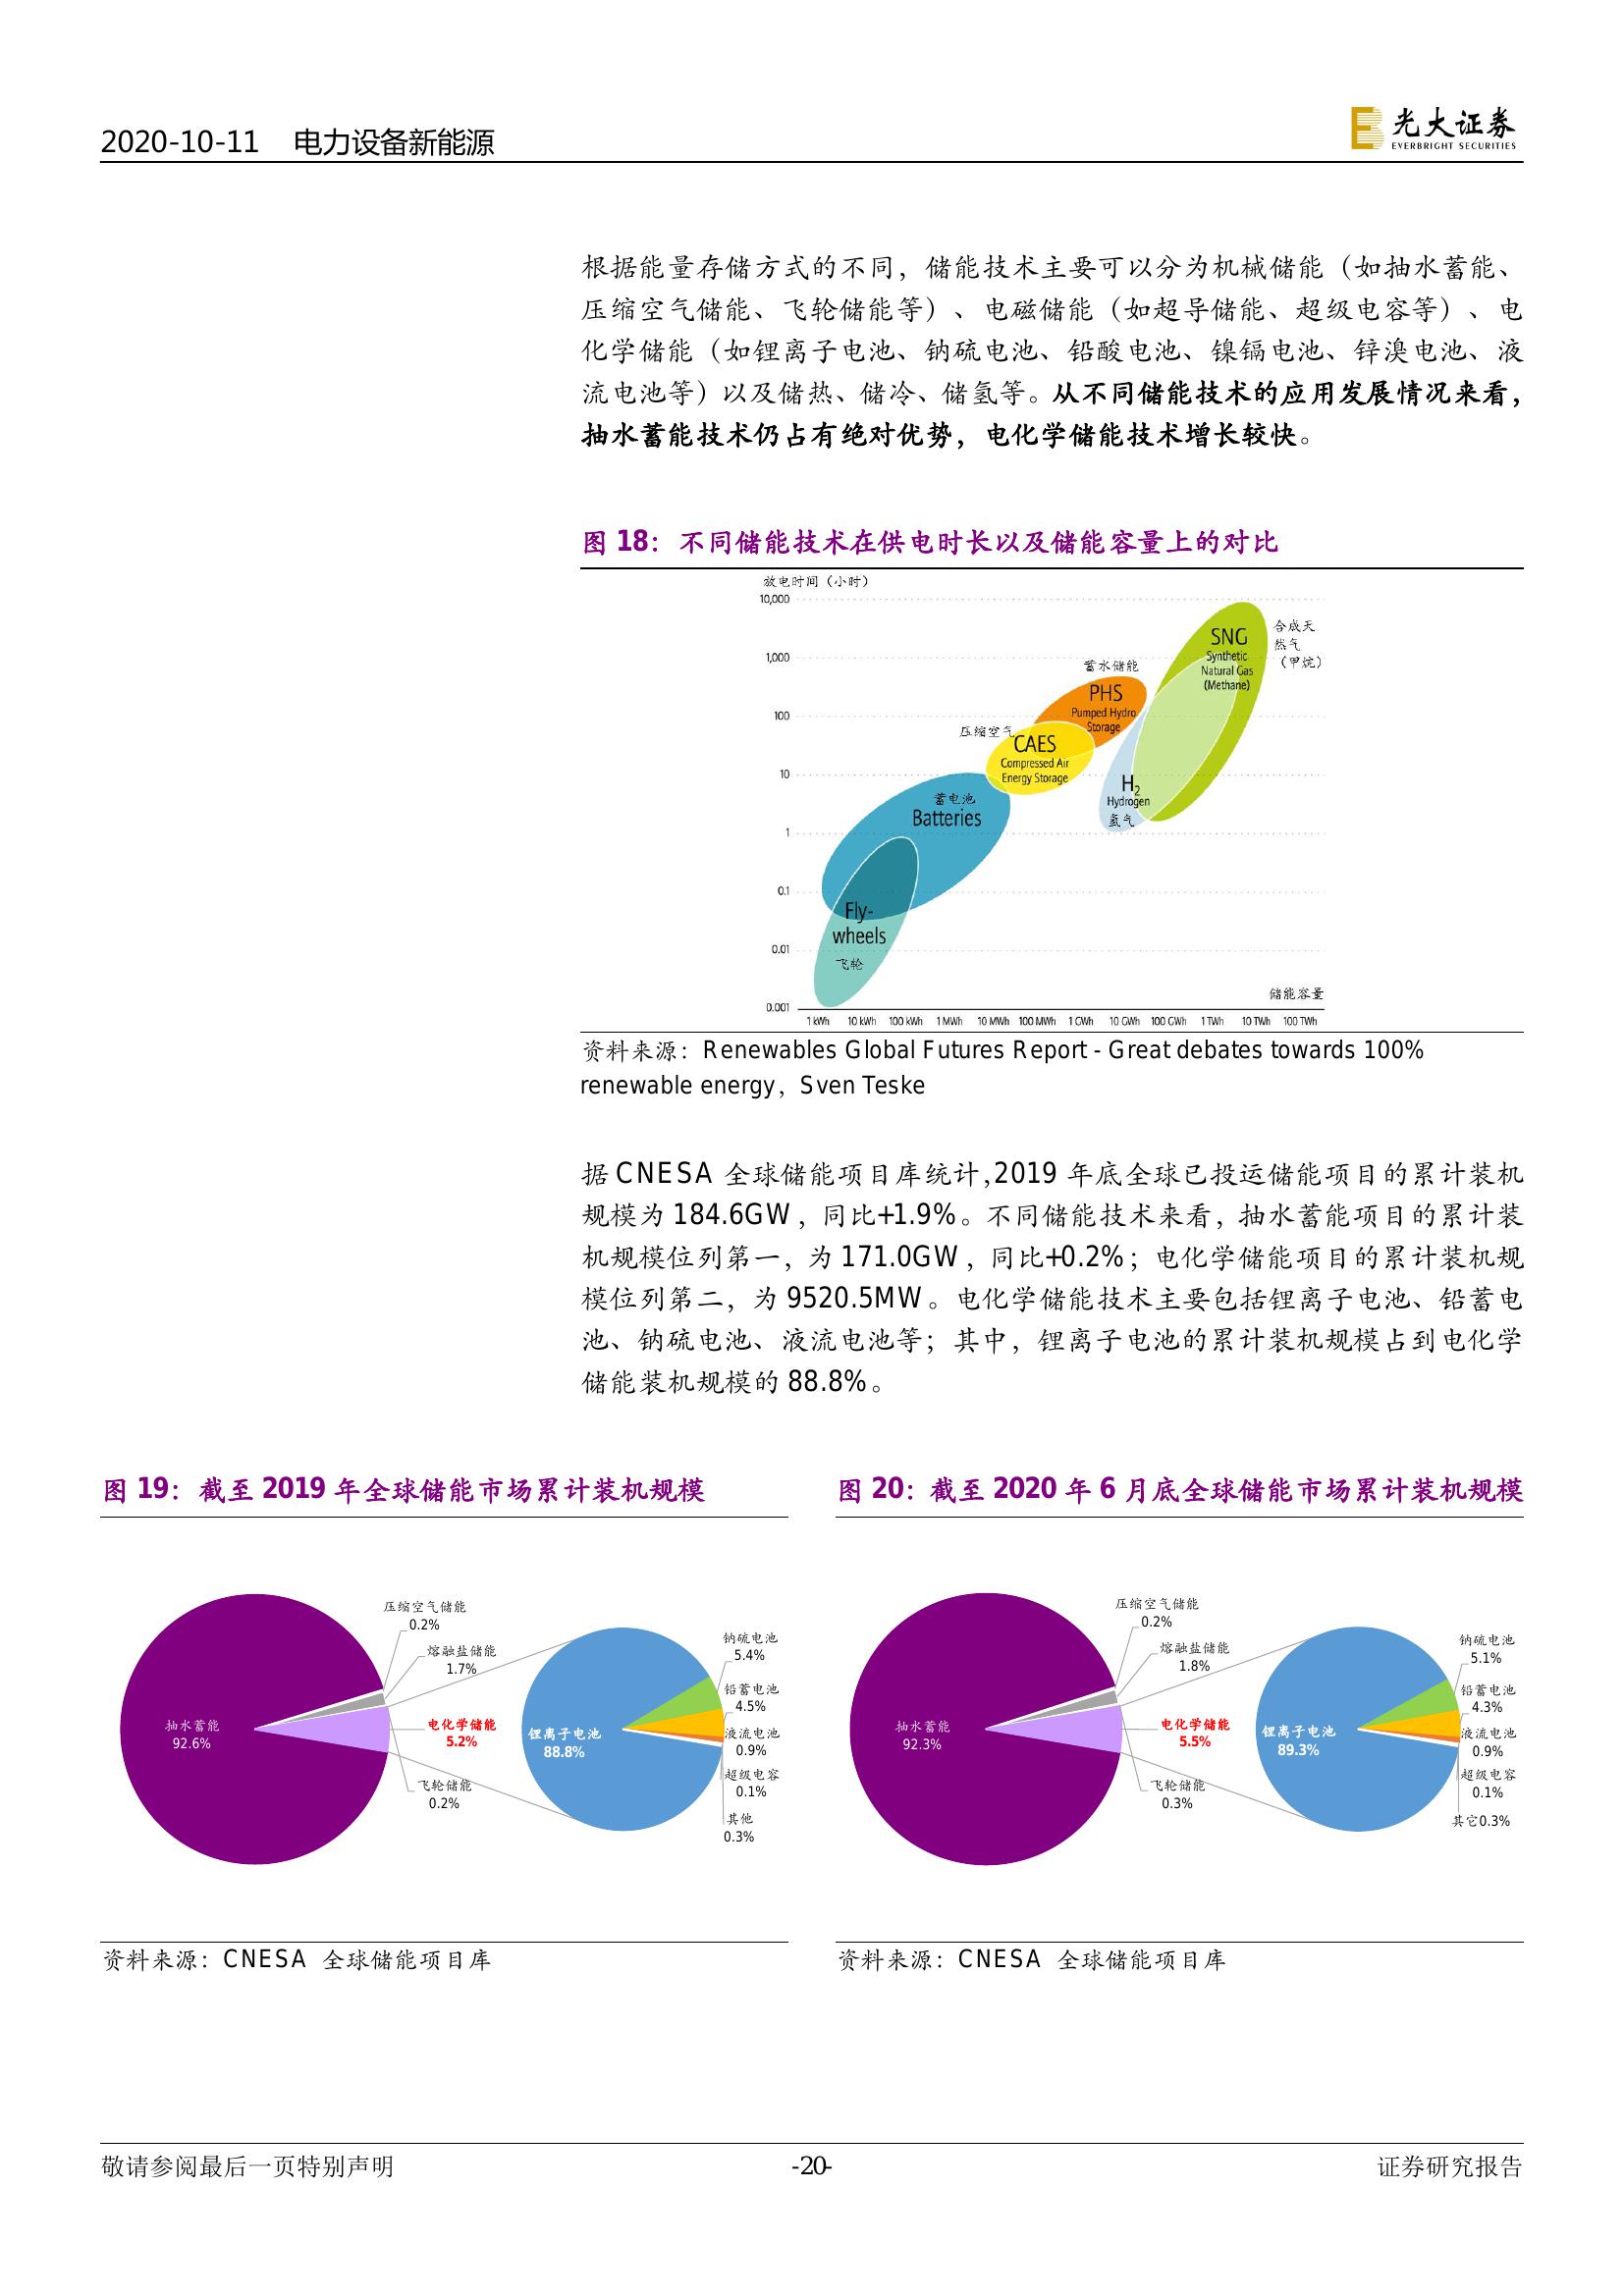 2020-10-11 电力设备新能源
光大证券
EVERBRIGHT SECURITIES
根据能量存储方式的不同，储能技术主要可以分为机械储能（如抽水蓄能、
压缩空气储能、飞轮储能等）、电磁储能（如超导储能、超级电容等）、电
化学储能（如锂离子电池、钠硫电池、铅酸电池、镍镉电池、锌溴电池、液
流电池等）以及储热、储冷、储氢等。从不同储能技术的应用发展情况来看，
抽水蓄能技术仍占有绝对优势，电化学储能技术增长较快。
图 18：不同储能技术在供电时长以及储能容量上的对比
放电时间（小时）
10,000
1,000
100
10
1
0.1
0.01
0.001
SNG
Synthetic
Natural Gas
(Methane)
合成天
然气
（甲烷）
蓄水储能
PHS
Pumped Hydro
Storage
压缩空气
CAES
Compressed Air
Energy Storage
H2
Hydrogen
氢气
蓄电池
Batteries
Fly-
wheels
飞轮
储能容量
1 kWh 10 kWh 100 kWh 1 MWh 10 MWh 100 MWh 1 GWh 10 GWh 100 GWh 1 TWh 10 TWh 100 TWh
资料来源：Renewables Global Futures Report - Great debates towards 100%
renewable energy，Sven Teske
据 CNESA 全球储能项目库统计,2019 年底全球已投运储能项目的累计装机
规模为 184.6GW，同比+1.9%。不同储能技术来看，抽水蓄能项目的累计装
机规模位列第一，为 171.0GW，同比+0.2%；电化学储能项目的累计装机规
模位列第二，为 9520.5MW。电化学储能技术主要包括锂离子电池、铅蓄电
池、钠硫电池、液流电池等；其中，锂离子电池的累计装机规模占到电化学
储能装机规模的 88.8%。
图 19：截至 2019 年全球储能市场累计装机规模
抽水蓄能
92.6%
压缩空气储能
0.2%
熔融盐储能
1.7%
电化学储能
5.2%
飞轮储能
0.2%
锂离子电池
88.8%
钠硫电池
5.4%
铅蓄电池
4.5%
液流电池
0.9%
超级电容
0.1%
其他
0.3%
资料来源：CNESA 全球储能项目库
图 20：截至 2020 年 6 月底全球储能市场累计装机规模
抽水蓄能
92.3%
压缩空气储能
0.2%
熔融盐储能
1.8%
电化学储能
5.5%
飞轮储能
0.3%
锂离子电池
89.3%
钠硫电池
5.1%
铅蓄电池
4.3%
液流电池
0.9%
超级电容
0.1%
其它0.3%
资料来源：CNESA 全球储能项目库
敬请参阅最后一页特别声明
-20-
证券研究报告